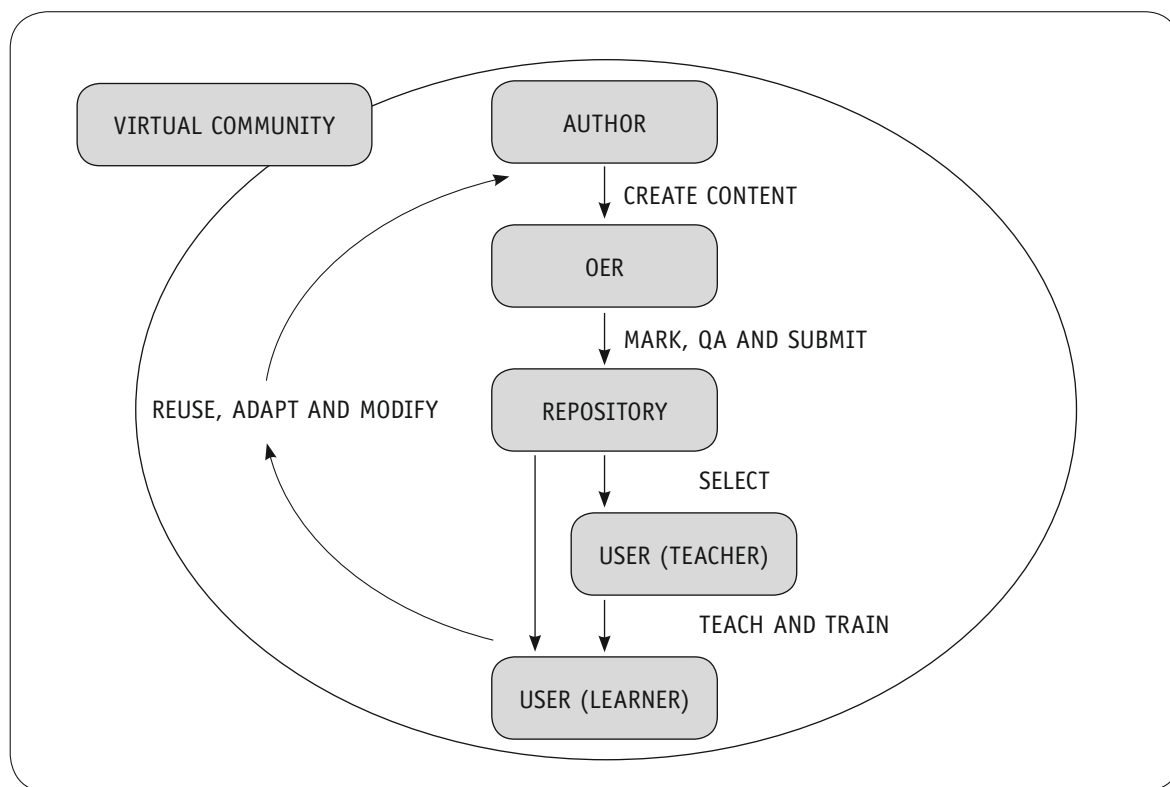 VIRTUAL COMMUNITY
AUTHOR
CREATE CONTENT
OER
MARK, QA AND SUBMIT
REPOSITORY
REUSE, ADAPT AND MODIFY
SELECT
USER (TEACHER)
TEACH AND TRAIN
USER (LEARNER)